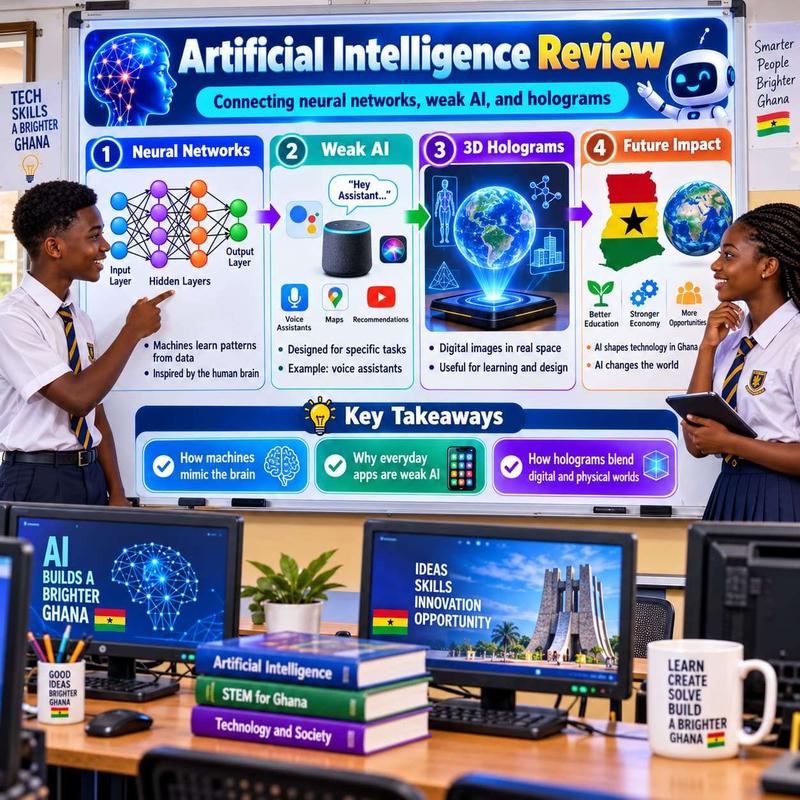 Artificial Intelligence Review
Connecting neural networks, weak AI, and holograms
TECH
SKILLS
A BRIGHTER
GHANA
Smarter
People
Brighter
Ghana
1 Neural Networks
Input
Layer
Hidden Layers
Output
Layer
• Machines learn patterns
from data
• Inspired by the human brain
2 Weak AI
"Hey
Assistant..."
Voice
Assistants
Maps
Recommendations
• Designed for specific tasks
• Example: voice assistants
3 3D Holograms
• Digital images in real space
• Useful for learning and design
4 Future Impact
Better
Education
Stronger
Economy
More
Opportunities
• AI shapes technology in Ghana
• AI changes the world
Key Takeaways
How machines
mimic the brain
Why everyday
apps are weak AI
How holograms blend
digital and physical worlds
AI
BUILDS A
BRIGHTER
GHANA
IDEAS
SKILLS
INNOVATION
OPPORTUNITY
GOOD
IDEAS
BRIGHTER
GHANA
Artificial Intelligence
STEM for Ghana
Technology and Society
LEARN
CREATE
SOLVE
BUILD
A BRIGHTER
GHANA